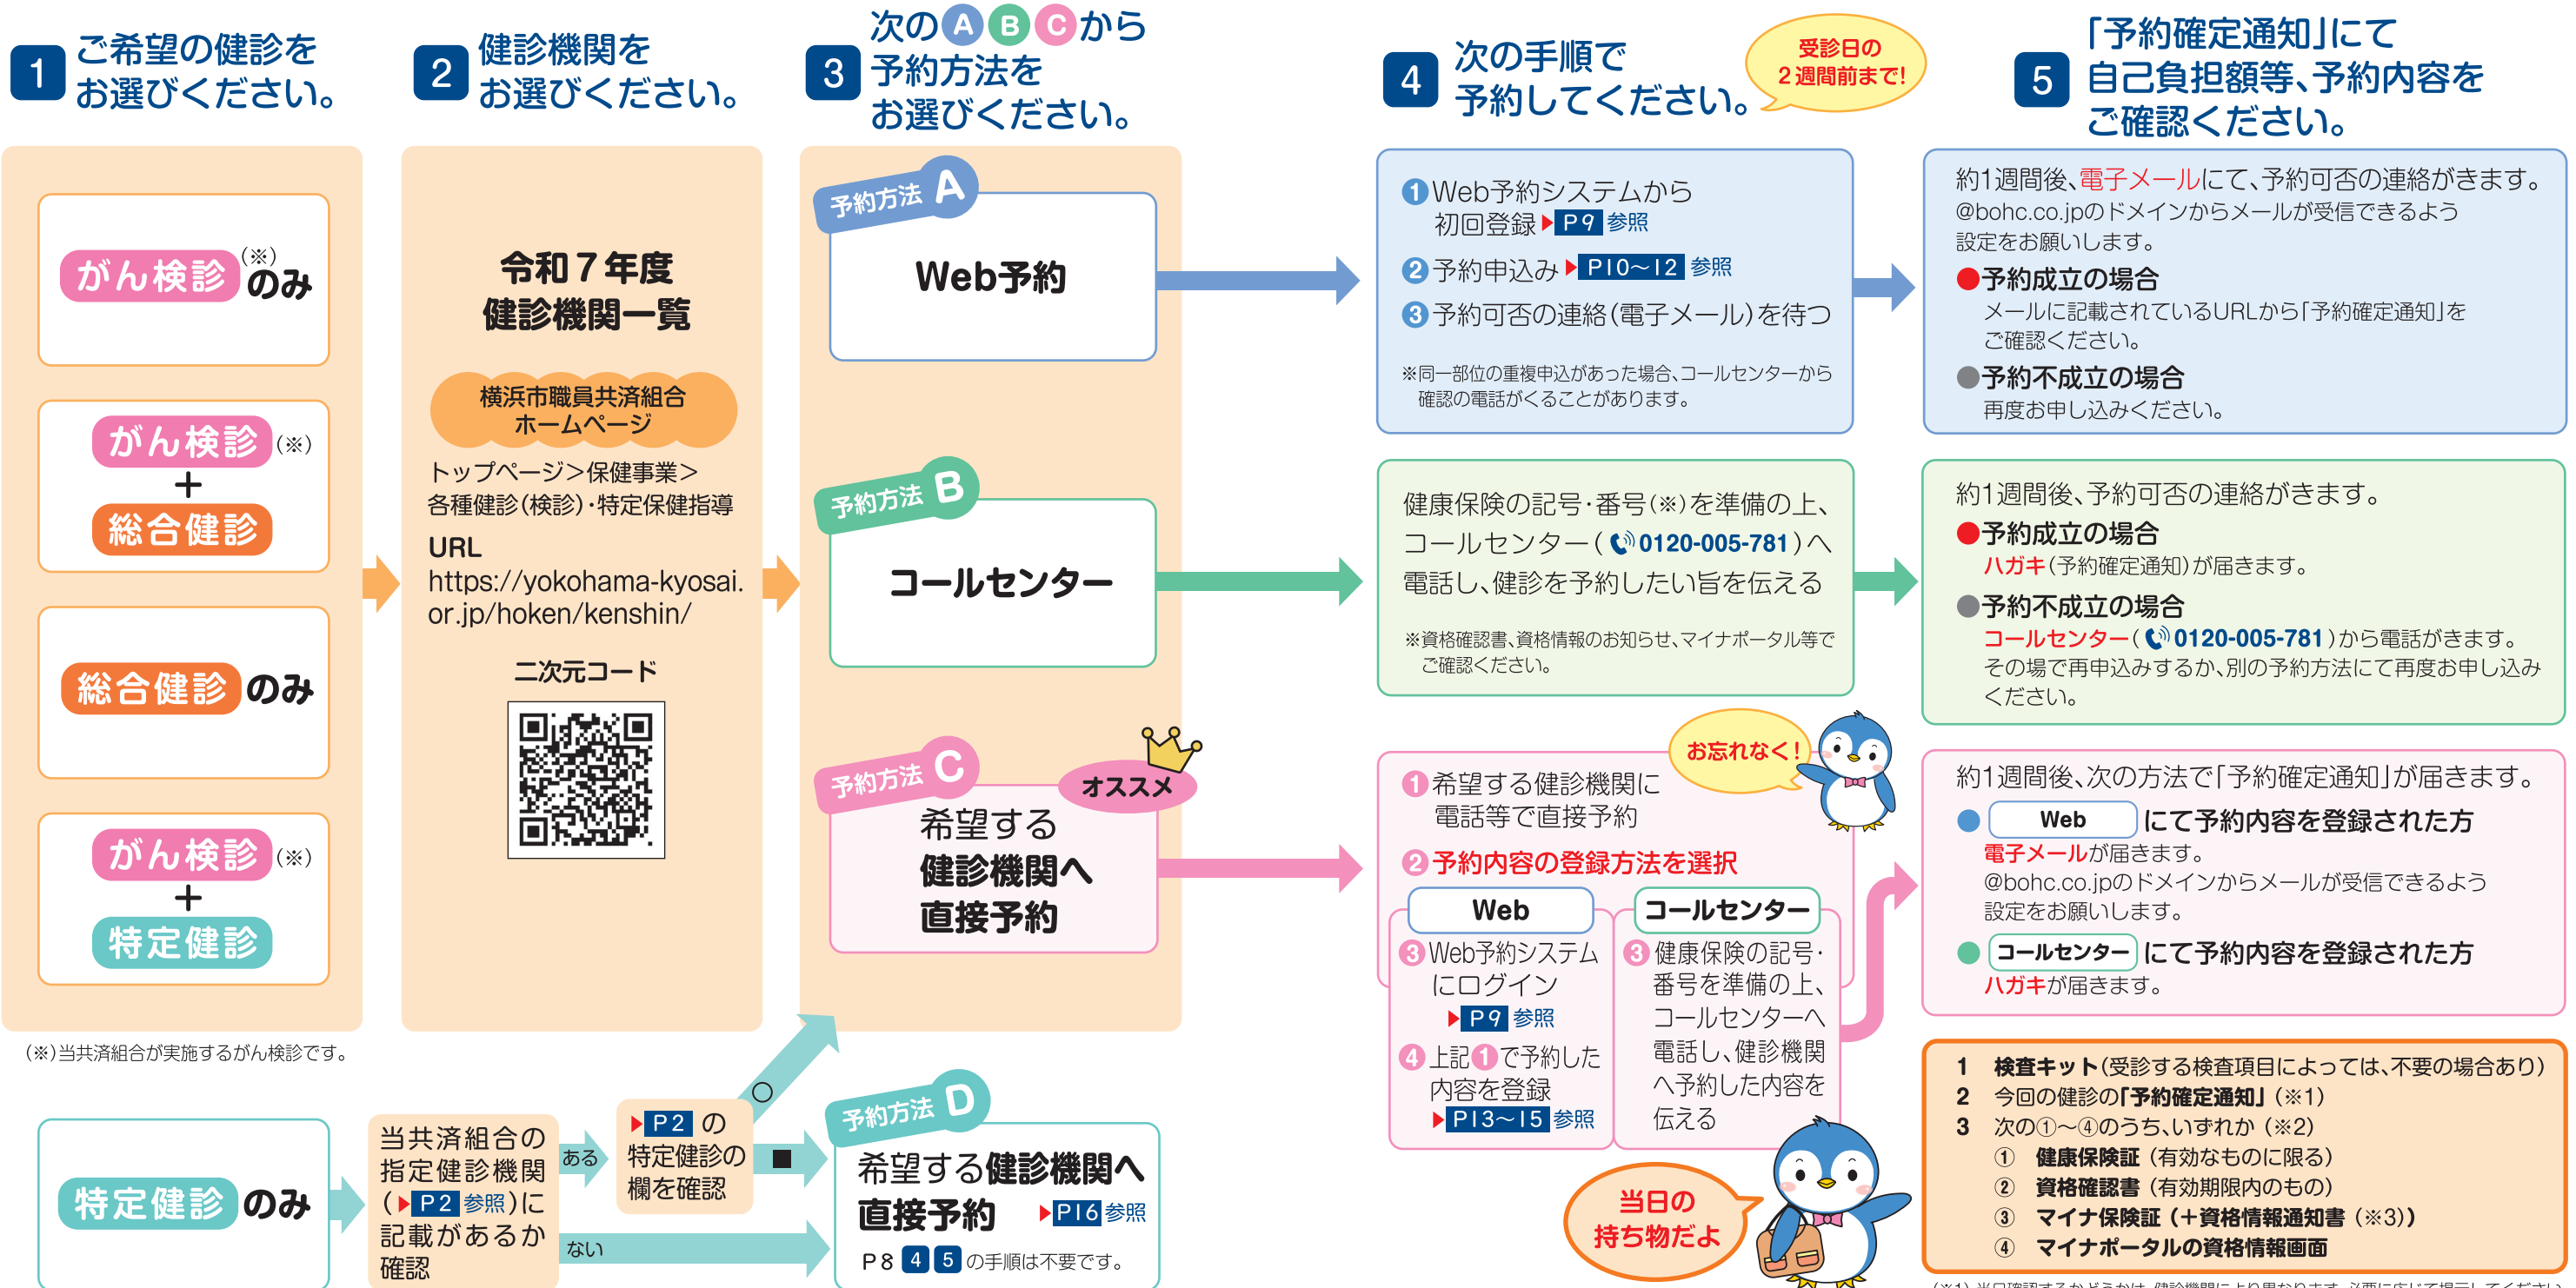 1
ご希望の健診を
お選びください。
がん検診(※)のみ
がん検診(※)
+
総合健診
総合健診のみ
がん検診(※)
+
特定健診
(※)当共済組合が実施するがん検診です。
2
健診機関を
お選びください。
令和7年度
健診機関一覧
横浜市職員共済組合
ホームページ
トップページ>保健事業>
各種健診(検診)・特定保健指導
URL
https://yokohama-kyosai.
or.jp/hoken/kenshin/
二次元コード
3
次のABCから
予約方法を
お選びください。
予約方法 A
Web予約
予約方法 B
コールセンター
予約方法 C
オススメ
希望する
健診機関へ
直接予約
特定健診のみ
当共済組合の
指定健診機関
(▶P2参照)に
記載があるか
確認
ある
ない
▶P2の
特定健診の
欄を確認
○
■
予約方法 D
希望する健診機関へ
直接予約 ▶P16参照
P8 4 5 の手順は不要です。
4
次の手順で
予約してください。
受診日の
2週間前まで!
❶Web予約システムから
初回登録▶P9参照
❷予約申込み▶P10~12参照
❸予約可否の連絡(電子メール)を待つ
※同一部位の重複申込があった場合、コールセンターから
確認の電話がくることがあります。
健康保険の記号・番号(※)を準備の上、
コールセンター(0120-005-781)へ
電話し、健診を予約したい旨を伝える
※資格確認書、資格情報のお知らせ、マイナポータル等で
ご確認ください。
お忘れなく!
❶希望する健診機関に
電話等で直接予約
❷予約内容の登録方法を選択
Web
❸Web予約システム
にログイン
▶P9参照
❹上記❶で予約した
内容を登録
▶P13~15参照
コールセンター
❸健康保険の記号・
番号を準備の上、
コールセンターへ
電話し、健診機関
へ予約した内容を
伝える
5
「予約確定通知」にて
自己負担額等、予約内容を
ご確認ください。
約1週間後、電子メールにて、予約可否の連絡がきます。
@bohc.co.jpのドメインからメールが受信できるよう
設定をお願いします。
●予約成立の場合
メールに記載されているURLから「予約確定通知」を
ご確認ください。
●予約不成立の場合
再度お申し込みください。
約1週間後、予約可否の連絡がきます。
●予約成立の場合
ハガキ(予約確定通知)が届きます。
●予約不成立の場合
コールセンター(0120-005-781)から電話がきます。
その場で再申込みするか、別の予約方法にて再度お申し込み
ください。
約1週間後、次の方法で「予約確定通知」が届きます。
● Web にて予約内容を登録された方
電子メールが届きます。
@bohc.co.jpのドメインからメールが受信できるよう
設定をお願いします。
● コールセンター にて予約内容を登録された方
ハガキが届きます。
当日の
持ち物だよ
1 検査キット(受診する検査項目によっては、不要の場合あり)
2 今回の健診の「予約確定通知」(※1)
3 次の①~④のうち、いずれか(※2)
① 健康保険証(有効なものに限る)
② 資格確認書(有効期限内のもの)
③ マイナ保険証(+資格情報通知書(※3))
④ マイナポータルの資格情報画面